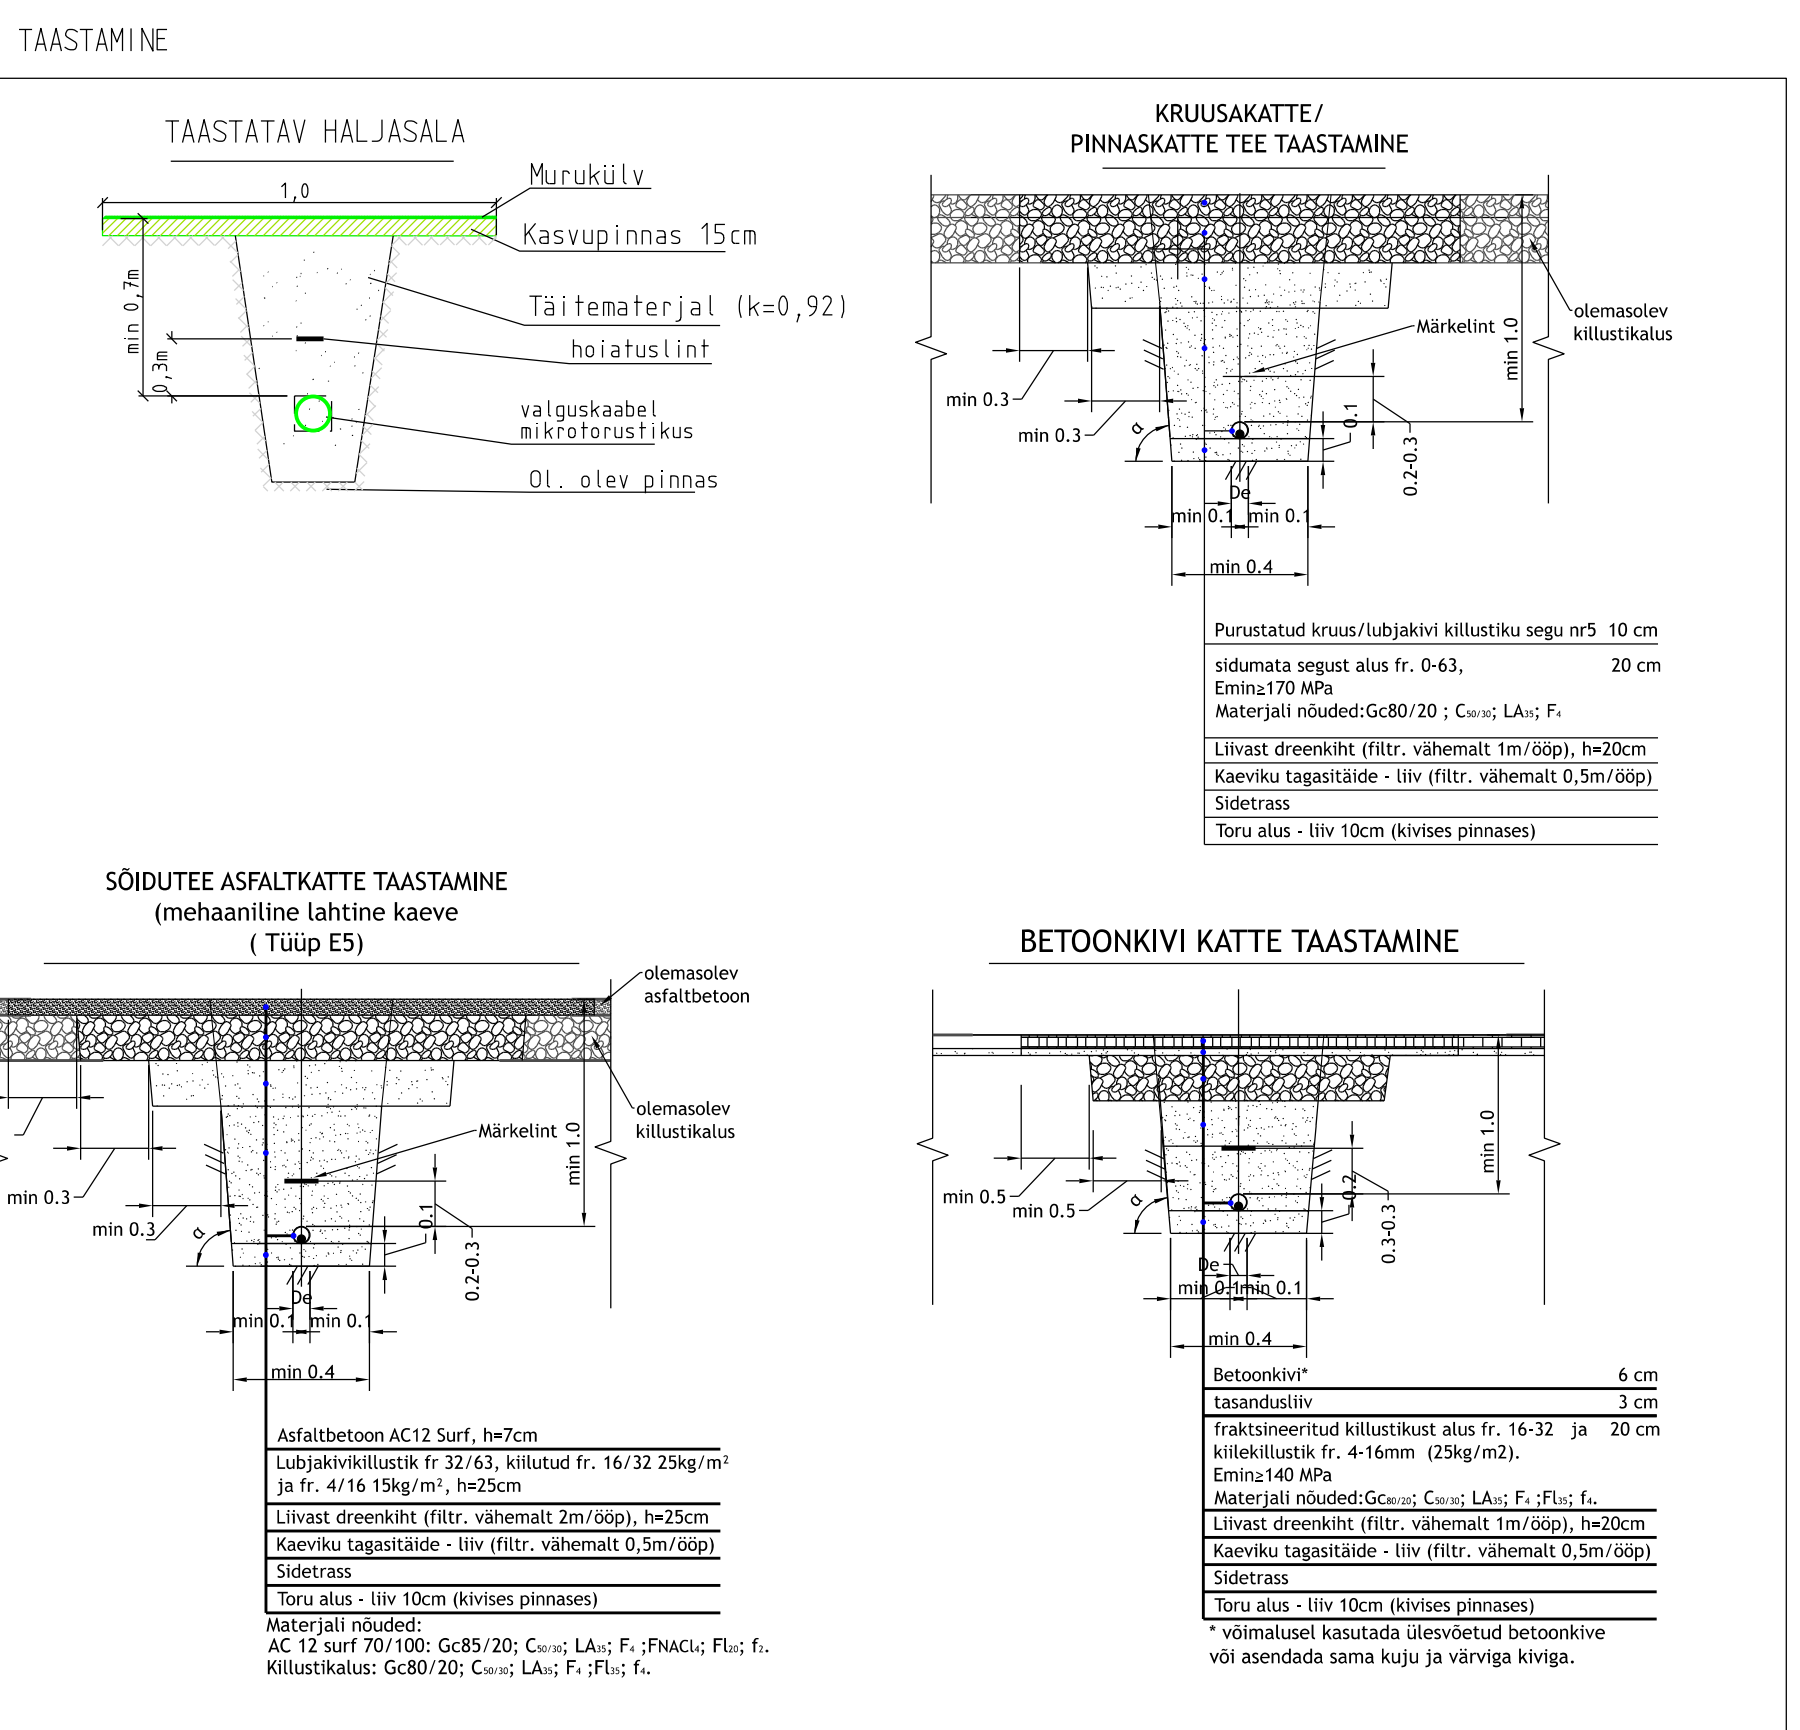 TAASTAMINE
TAASTATAV HALJASALA
Murukülv
1,0
Kasvupinnas 15cm
min 0,7m
Täitematerjal (k=0,92)
0,3m
hoiatuslint
valguskaabel
mikrotorustikus
Ol. olev pinnas
KRUUSAKATTE/
PINNASKATTE TEE TAASTAMINE
olemasolev
killustikalus
Märkelint
min 1.0
min 0.3
min 0.3
α
0.1
0.2-0.3
De
min 0.1
min 0.1
min 0.4
Purustatud kruus/lubjakivi killustiku segu nr5 10 cm
sidumata segust alus fr. 0-63, 20 cm
Emin≥170 MPa
Materjali nõuded:Gc80/20 ; C50/30; LA35; F4
Liivast dreenkiht (filtr. vähemalt 1m/ööp), h=20cm
Kaeviku tagasitäide - liiv (filtr. vähemalt 0,5m/ööp)
Sidetrass
Toru alus - liiv 10cm (kivises pinnases)
SÕIDUTEE ASFALTKATTE TAASTAMINE
(mehaaniline lahtine kaeve
( Tüüp E5)
olemasolev
asfaltbetoon
olemasolev
killustikalus
Märkelint
min 1.0
min 0.3
min 0.3
α
0.1
0.2-0.3
De
min 0.1
min 0.1
min 0.4
Asfaltbetoon AC12 Surf, h=7cm
Lubjakivikillustik fr 32/63, kiilutud fr. 16/32 25kg/m²
ja fr. 4/16 15kg/m², h=25cm
Liivast dreenkiht (filtr. vähemalt 2m/ööp), h=25cm
Kaeviku tagasitäide - liiv (filtr. vähemalt 0,5m/ööp)
Sidetrass
Toru alus - liiv 10cm (kivises pinnases)
Materjali nõuded:
AC 12 surf 70/100: Gc85/20; C50/30; LA35; F4 ;FNACl4; Fl20; f2.
Killustikalus: Gc80/20; C50/30; LA35; F4 ;Fl35; f4.
BETOONKIVI KATTE TAASTAMINE
min 1.0
min 0.5
min 0.5
α
0.2
0.3-0.3
De
min 0.1
min 0.1
min 0.4
Betoonkivi* 6 cm
tasandusliiv 3 cm
fraktsineeritud killustikust alus fr. 16-32 ja 20 cm
kiilekillustik fr. 4-16mm (25kg/m2).
Emin≥140 MPa
Materjali nõuded:Gc80/20; C50/30; LA35; F4 ;Fl35; f4.
Liivast dreenkiht (filtr. vähemalt 1m/ööp), h=20cm
Kaeviku tagasitäide - liiv (filtr. vähemalt 0,5m/ööp)
Sidetrass
Toru alus - liiv 10cm (kivises pinnases)
* võimalusel kasutada ülesvõetud betoonkive
või asendada sama kuju ja värviga kiviga.